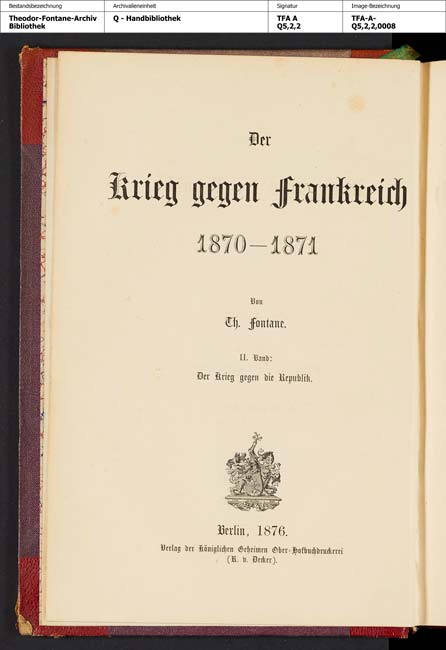 Bestandsbezeichnung
Archivalieneinheit
Signatur
Image-Bezeichnung
Theodor-Fontane-Archiv
Bibliothek
Q - Handbibliothek
TFA A
Q5,2,2
TFA-A-
Q5,2,2,0008
Der
Krieg gegen Frankreich
1870—1871
Von
Th. Fontane.
II. Band:
Der Krieg gegen die Republik.
Berlin, 1876.
Verlag der Königlichen Geheimen Ober-Hofbuchdruckerei
(R. v. Decker).